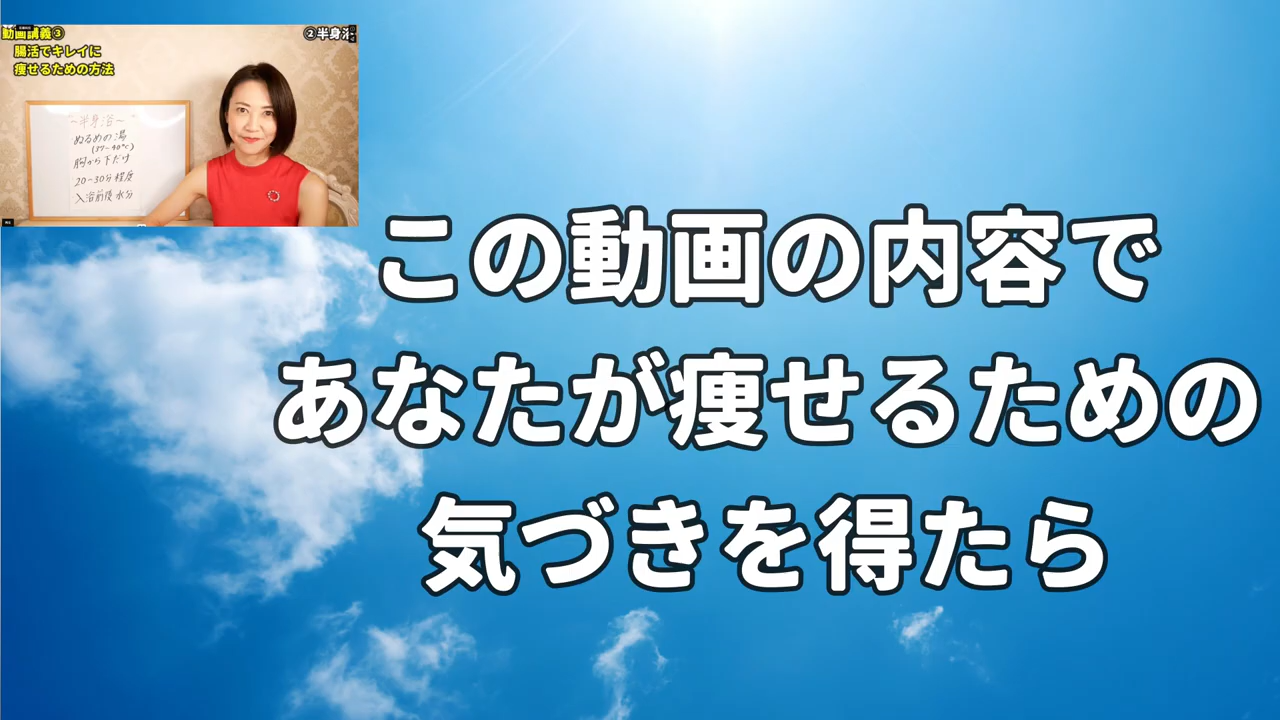 動画講義③
腸活でキレイに
痩せるための方法
②半身浴
~半身浴~
ぬるめの湯
(37-40℃)
胸から下だけ
20-30分程度
入浴前後水分
この動画の内容で
あなたが痩せるための
気づきを得たら